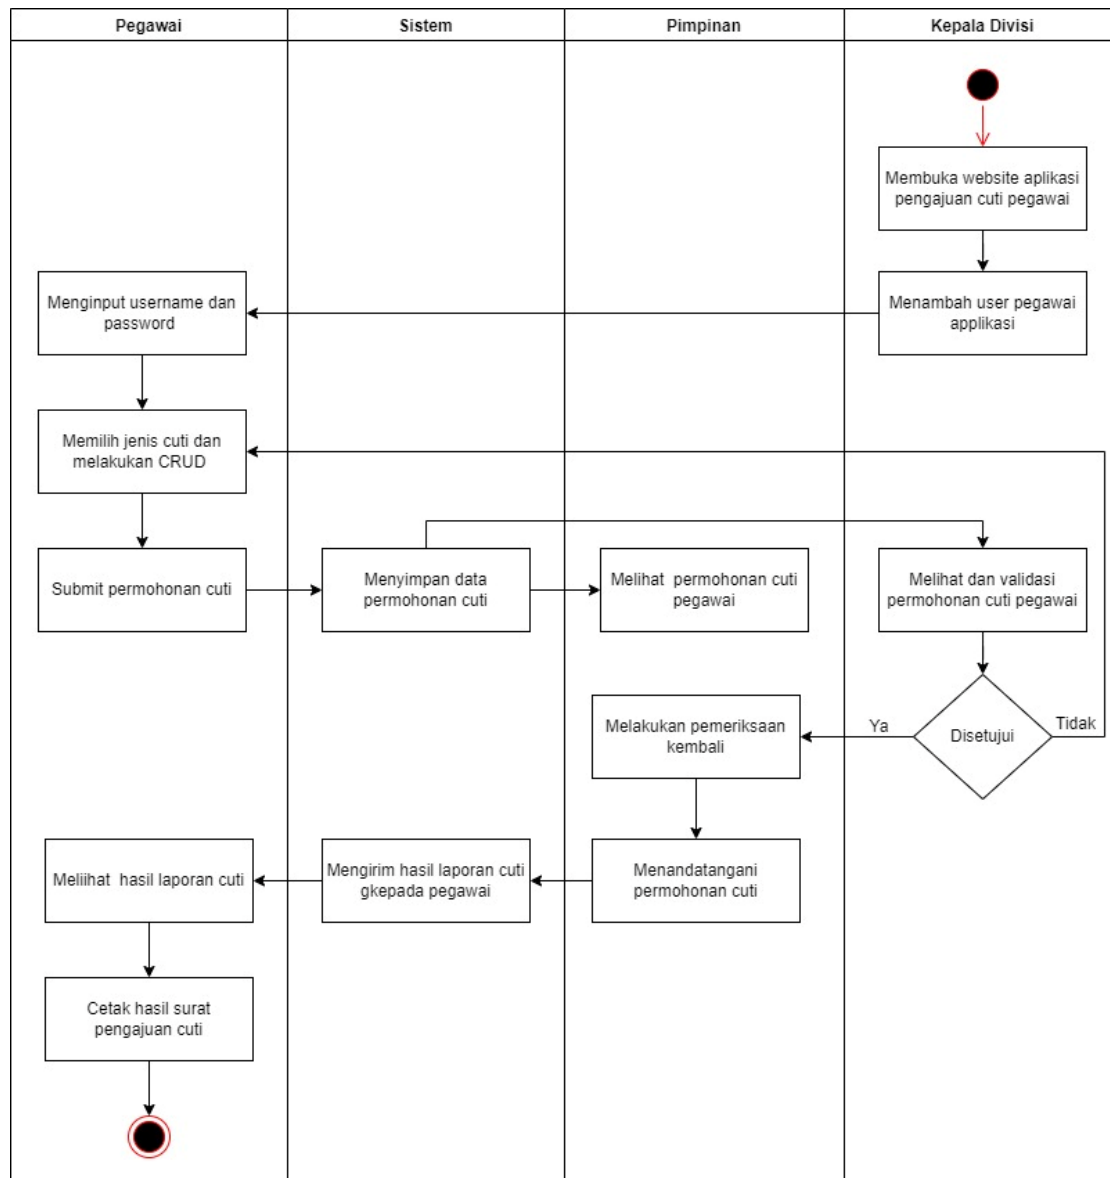 Pegawai
Sistem
Pimpinan
Kepala Divisi
Membuka website aplikasi
pengajuan cuti pegawai
Menginput username dan
password
Menambah user pegawai
applikasi
Memilih jenis cuti dan
melakukan CRUD
Submit permohonan cuti
Menyimpan data
permohonan cuti
Melihat permohonan cuti
pegawai
Melihat dan validasi
permohonan cuti pegawai
Melakukan pemeriksaan
kembali
Ya
Disetujui
Tidak
Meliihat hasil laporan cuti
Mengirim hasil laporan cuti
gkepada pegawai
Menandatangani
permohonan cuti
Cetak hasil surat
pengajuan cuti